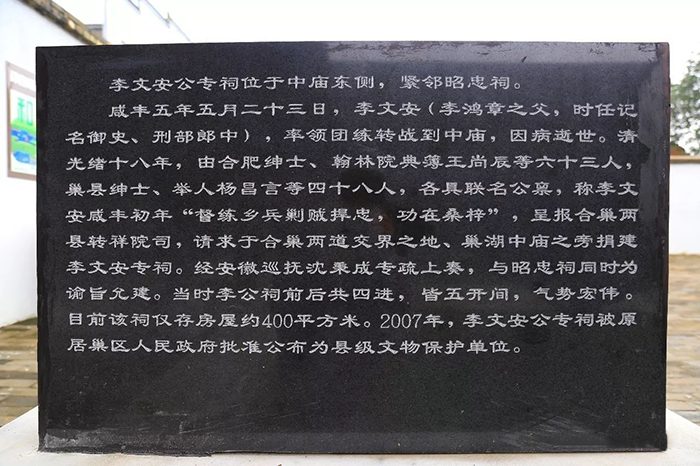 李文安公专祠位于中庙东侧，紧邻昭忠祠。
咸丰五年五月二十三日，李文安（李鸿章之父，时任记
名御史、刑部郎中），率领团练转战到中庙，因病逝世。清
光绪十八年，由合肥绅士、翰林院典薄王尚辰等六十三人，
巢县绅士、举人杨昌言等四十八人，各具联名公禀，称李文
安咸丰初年“督练乡兵剿贼捍患，功在桑梓”，呈报合巢两
县转祥院司，请求于合巢两道交界之地、巢湖中庙之旁捐建
李文安专祠。经安徽巡抚沈秉成专疏上奏，与昭忠祠同时为
谕旨允建。当时李公祠前后共四进，皆五开间，气势宏伟。
目前该祠仅存房屋约400平方米。2007年，李文安公专祠被原
居巢区人民政府批准公布为县级文物保护单位。
和